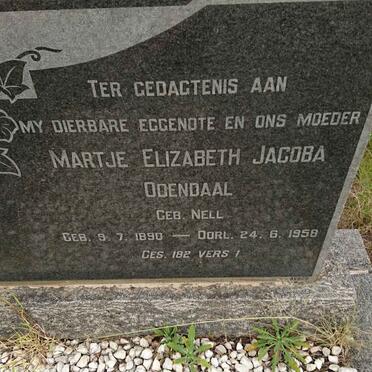 TER GEDAGTENIS AAN
MY DIERBARE EGGENOTE EN ONS MOEDER
MARTJE ELIZABETH JACOBA
ODENDAAL
GEB. NELL
GEB. 9. 7. 1890 — OORL. 24. 6. 1958
GES. 182 VERS 1